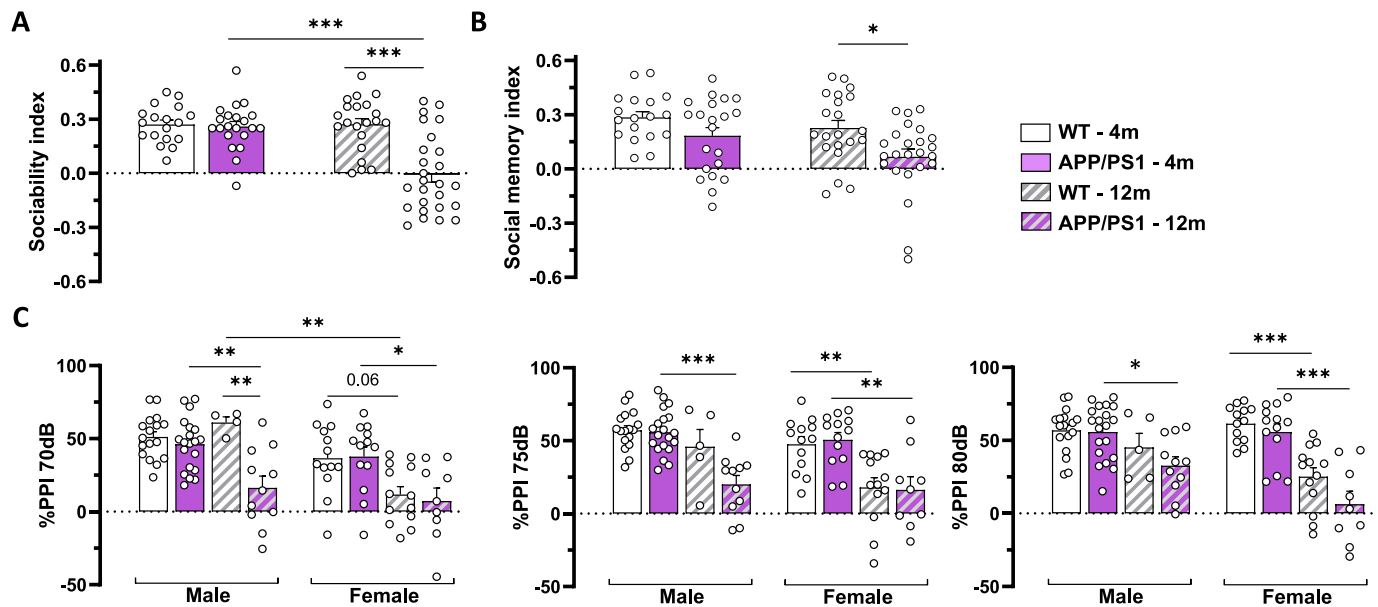 A
B
***
***
*
Sociability index
0.6
0.3
0.0
-0.3
-0.6
Social memory index
0.6
0.3
0.0
-0.3
-0.6
WT - 4m
APP/PS1 - 4m
WT - 12m
APP/PS1 - 12m
C
**
**
*
**
0.06
%PPI 70dB
100
50
0
-50
Male
Female
***
**
**
%PPI 75dB
100
50
0
-50
Male
Female
***
*
***
%PPI 80dB
100
50
0
-50
Male
Female